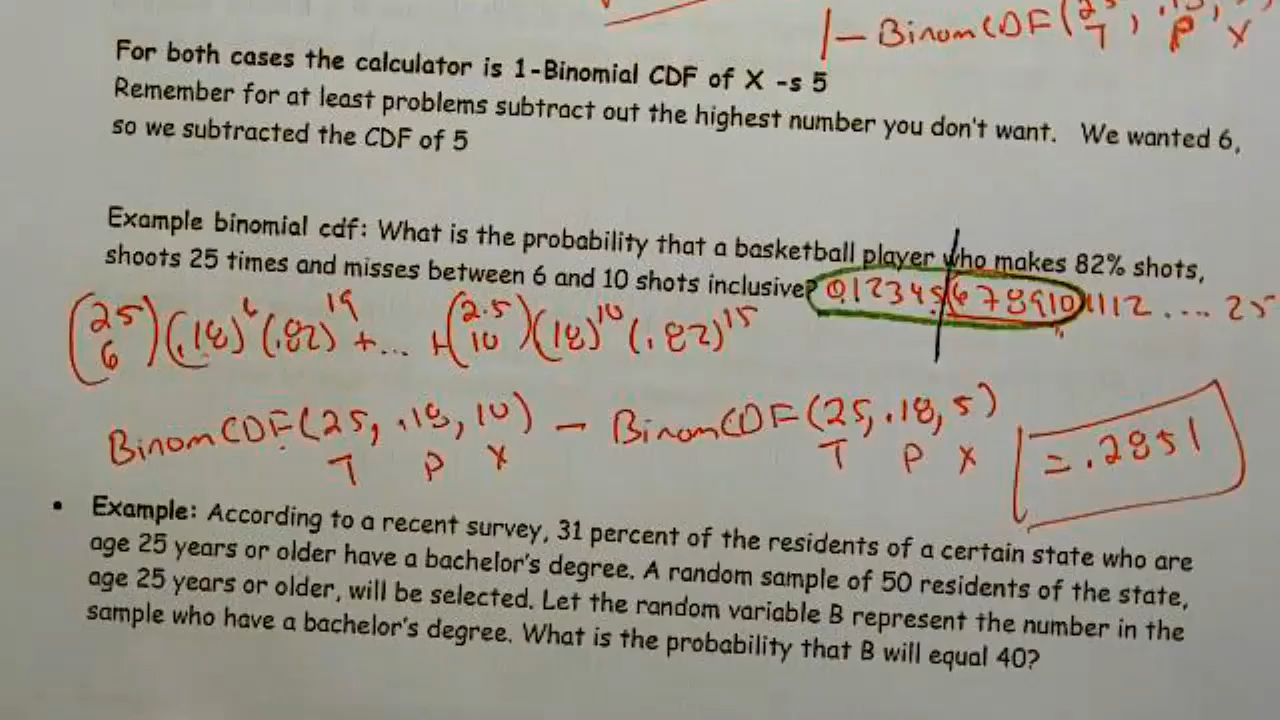 1 - BinomCDF(25, .18,
T P X
For both cases the calculator is 1-Binomial CDF of X -s 5
Remember for at least problems subtract out the highest number you don't want. We wanted 6,
so we subtracted the CDF of 5
Example binomial cdf: What is the probability that a basketball player who makes 82% shots,
shoots 25 times and misses between 6 and 10 shots inclusive?
0 1 2 3 4 5 6 7 8 9 10 11 12 .... 25
(25 6)(.18)^6 (.82)^19 + ... + (2.5 10)(18)^10 (.82)^15
BinomCDF(25, .18, 10) - BinomCDF(25, .18, 5)
T P X T P X
= .2851
• Example: According to a recent survey, 31 percent of the residents of a certain state who are
age 25 years or older have a bachelor's degree. A random sample of 50 residents of the state,
age 25 years or older, will be selected. Let the random variable B represent the number in the
sample who have a bachelor's degree. What is the probability that B will equal 40?